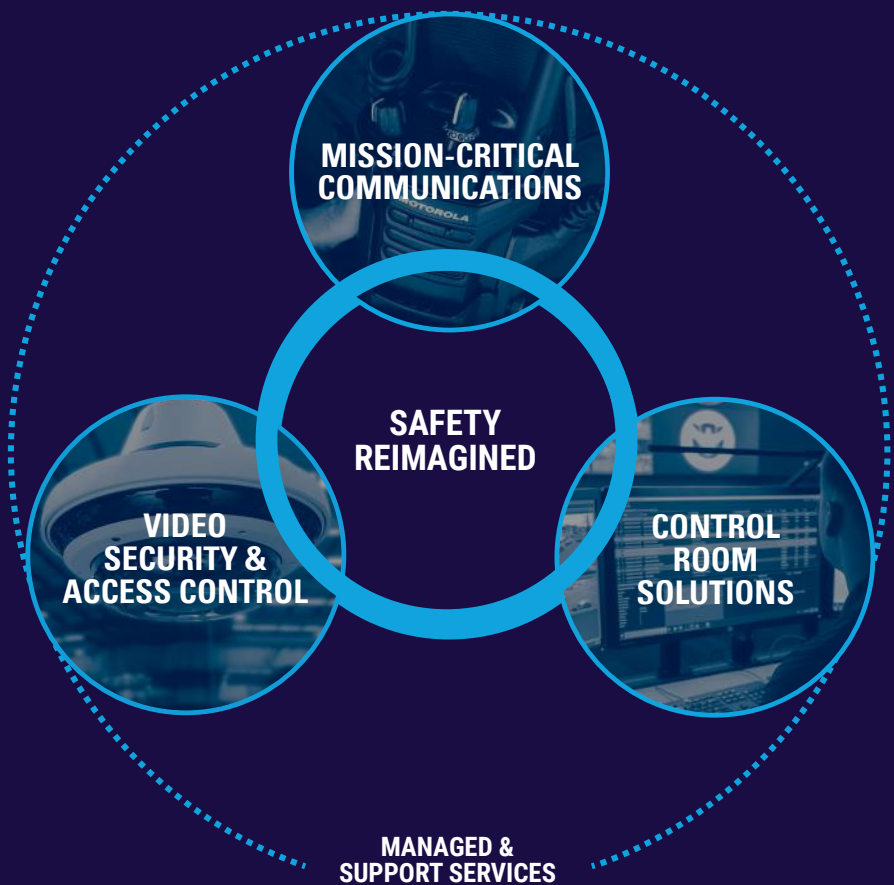 MISSION-CRITICAL
COMMUNICATIONS
MOTOROLA
SAFETY
REIMAGINED
VIDEO
SECURITY &
ACCESS CONTROL
CONTROL
ROOM
SOLUTIONS
MANAGED &
SUPPORT SERVICES